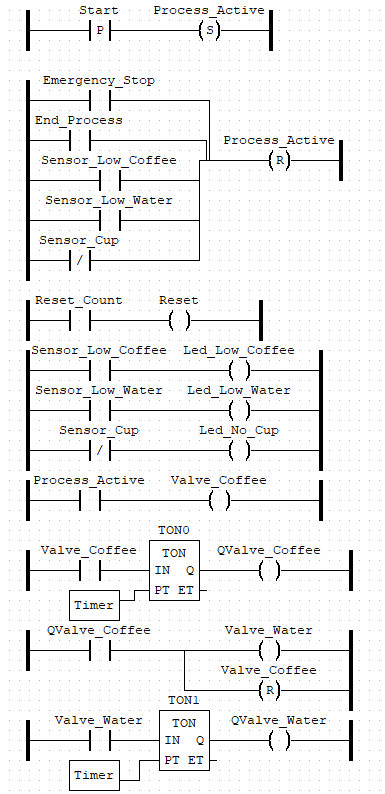 Start Process_Active
P S
Emergency_Stop
End_Process
Process_Active
Sensor_Low_Coffee R
Sensor_Low_Water
Sensor_Cup
/
Reset_Count Reset
Sensor_Low_Coffee Led_Low_Coffee
Sensor_Low_Water Led_Low_Water
Sensor_Cup Led_No_Cup
/
Process_Active Valve_Coffee
TON0
Valve_Coffee TON QValve_Coffee
IN Q
PT ET
Timer
QValve_Coffee Valve_Water
Valve_Coffee
R
TON1
Valve_Water TON QValve_Water
IN Q
PT ET
Timer